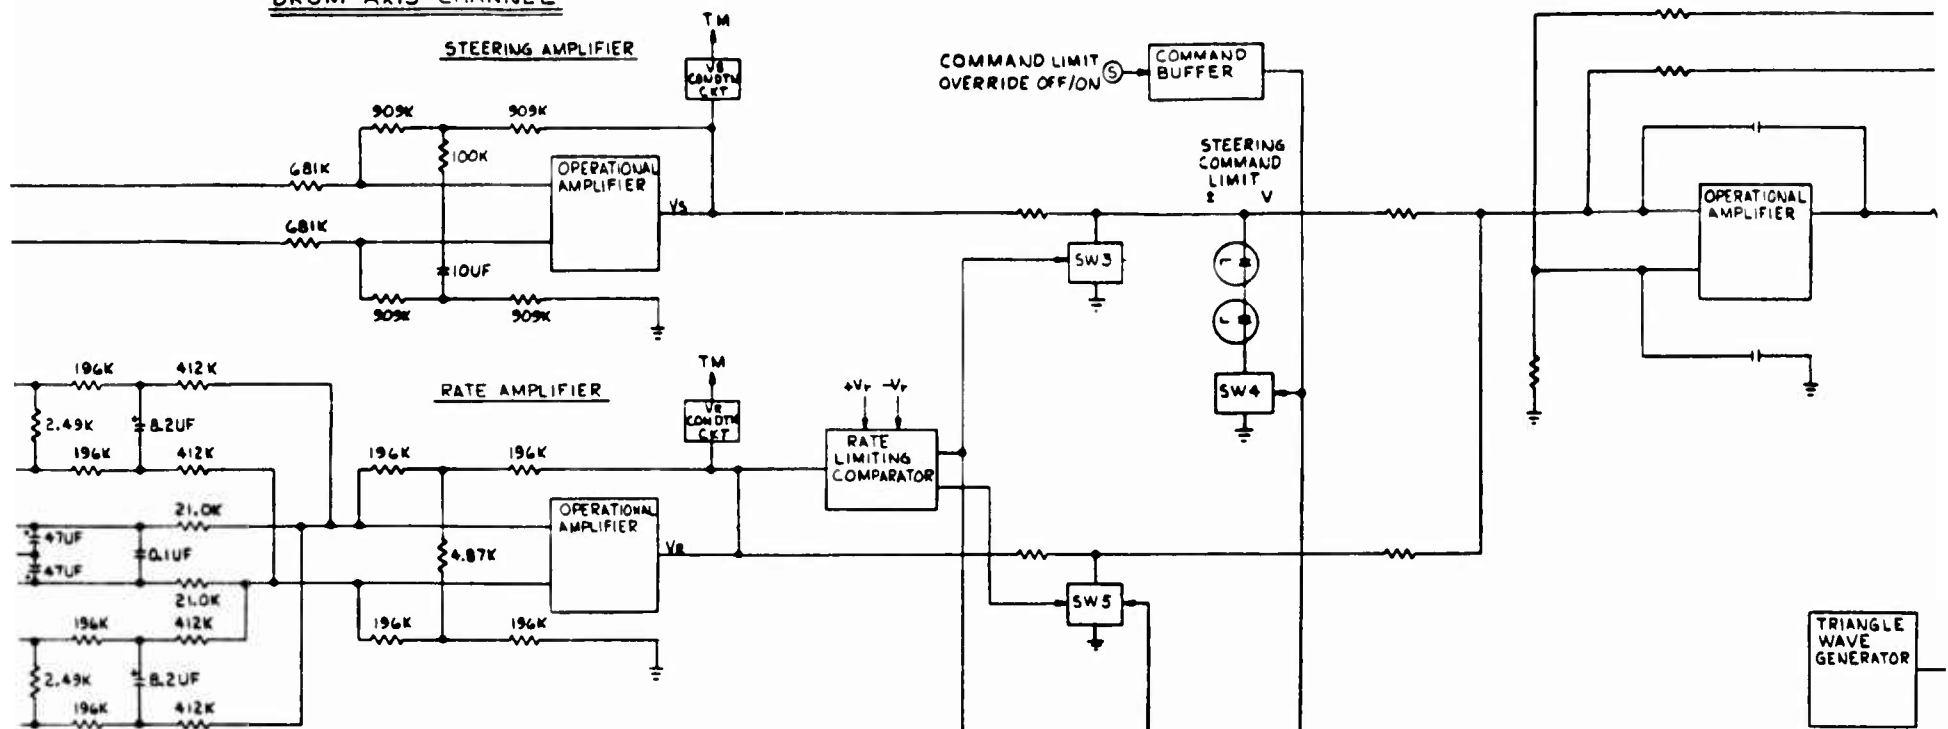 DRUM AXIS CHANNEL
STEERING AMPLIFIER
TM
VS
CONDTN
CKT
909K
909K
100K
681K
681K
OPERATIONAL
AMPLIFIER
VS
10UF
909K
909K
COMMAND LIMIT
OVERRIDE OFF/ON
S
COMMAND
BUFFER
STEERING
COMMAND
LIMIT
± V
SW3
SW4
OPERATIONAL
AMPLIFIER
196K
412K
2.49K
8.2UF
196K
412K
RATE AMPLIFIER
TM
VR
CONDTN
CKT
+Vr -Vr
RATE
LIMITING
COMPARATOR
196K
196K
21.0K
47UF
0.1UF
47UF
21.0K
4.87K
OPERATIONAL
AMPLIFIER
VR
SW5
196K
196K
196K
412K
2.49K
8.2UF
196K
412K
TRIANGLE
WAVE
GENERATOR